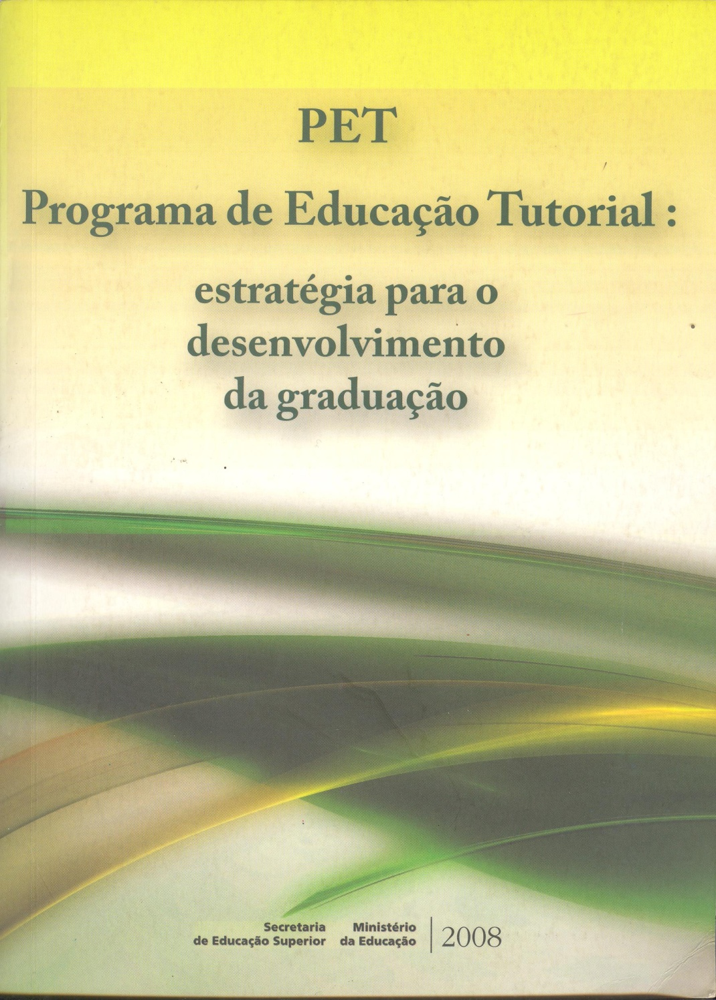 PET
Programa de Educação Tutorial :
estratégia para o
desenvolvimento
da graduação
Secretaria
de Educação Superior
Ministério
da Educação
2008